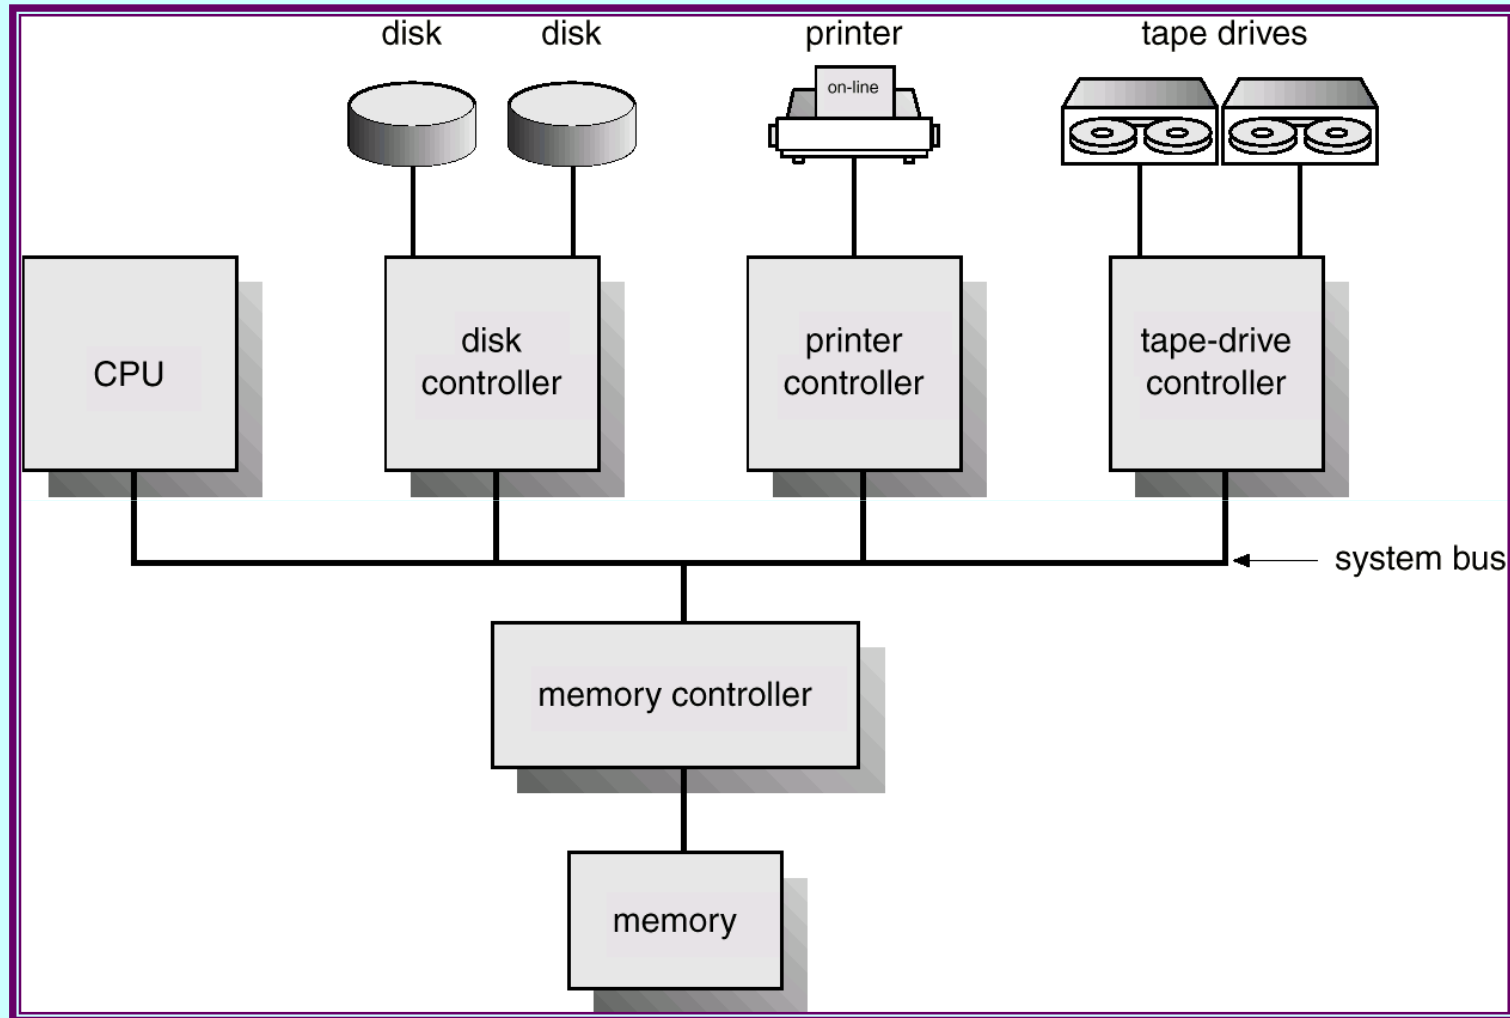 disk
disk
printer
tape drives
on-line
CPU
disk
controller
printer
controller
tape-drive
controller
system bus
memory controller
memory